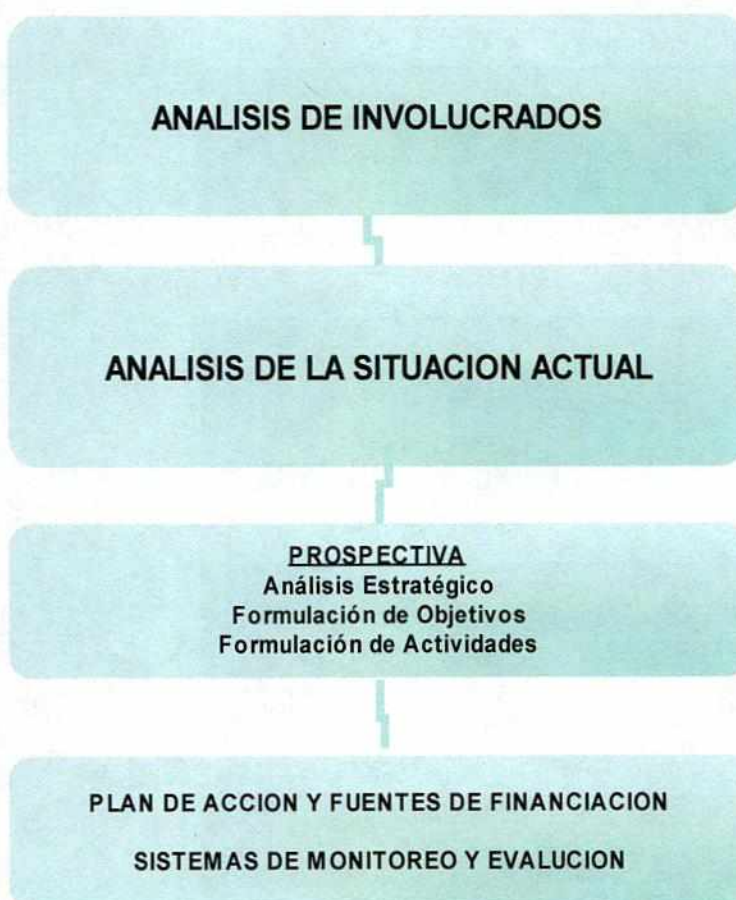 ANALISIS DE INVOLUCRADOS
ANALISIS DE LA SITUACION ACTUAL
PROSPECTIVA
Análisis Estratégico
Formulación de Objetivos
Formulación de Actividades
PLAN DE ACCION Y FUENTES DE FINANCIACION
SISTEMAS DE MONITOREO Y EVALUCION